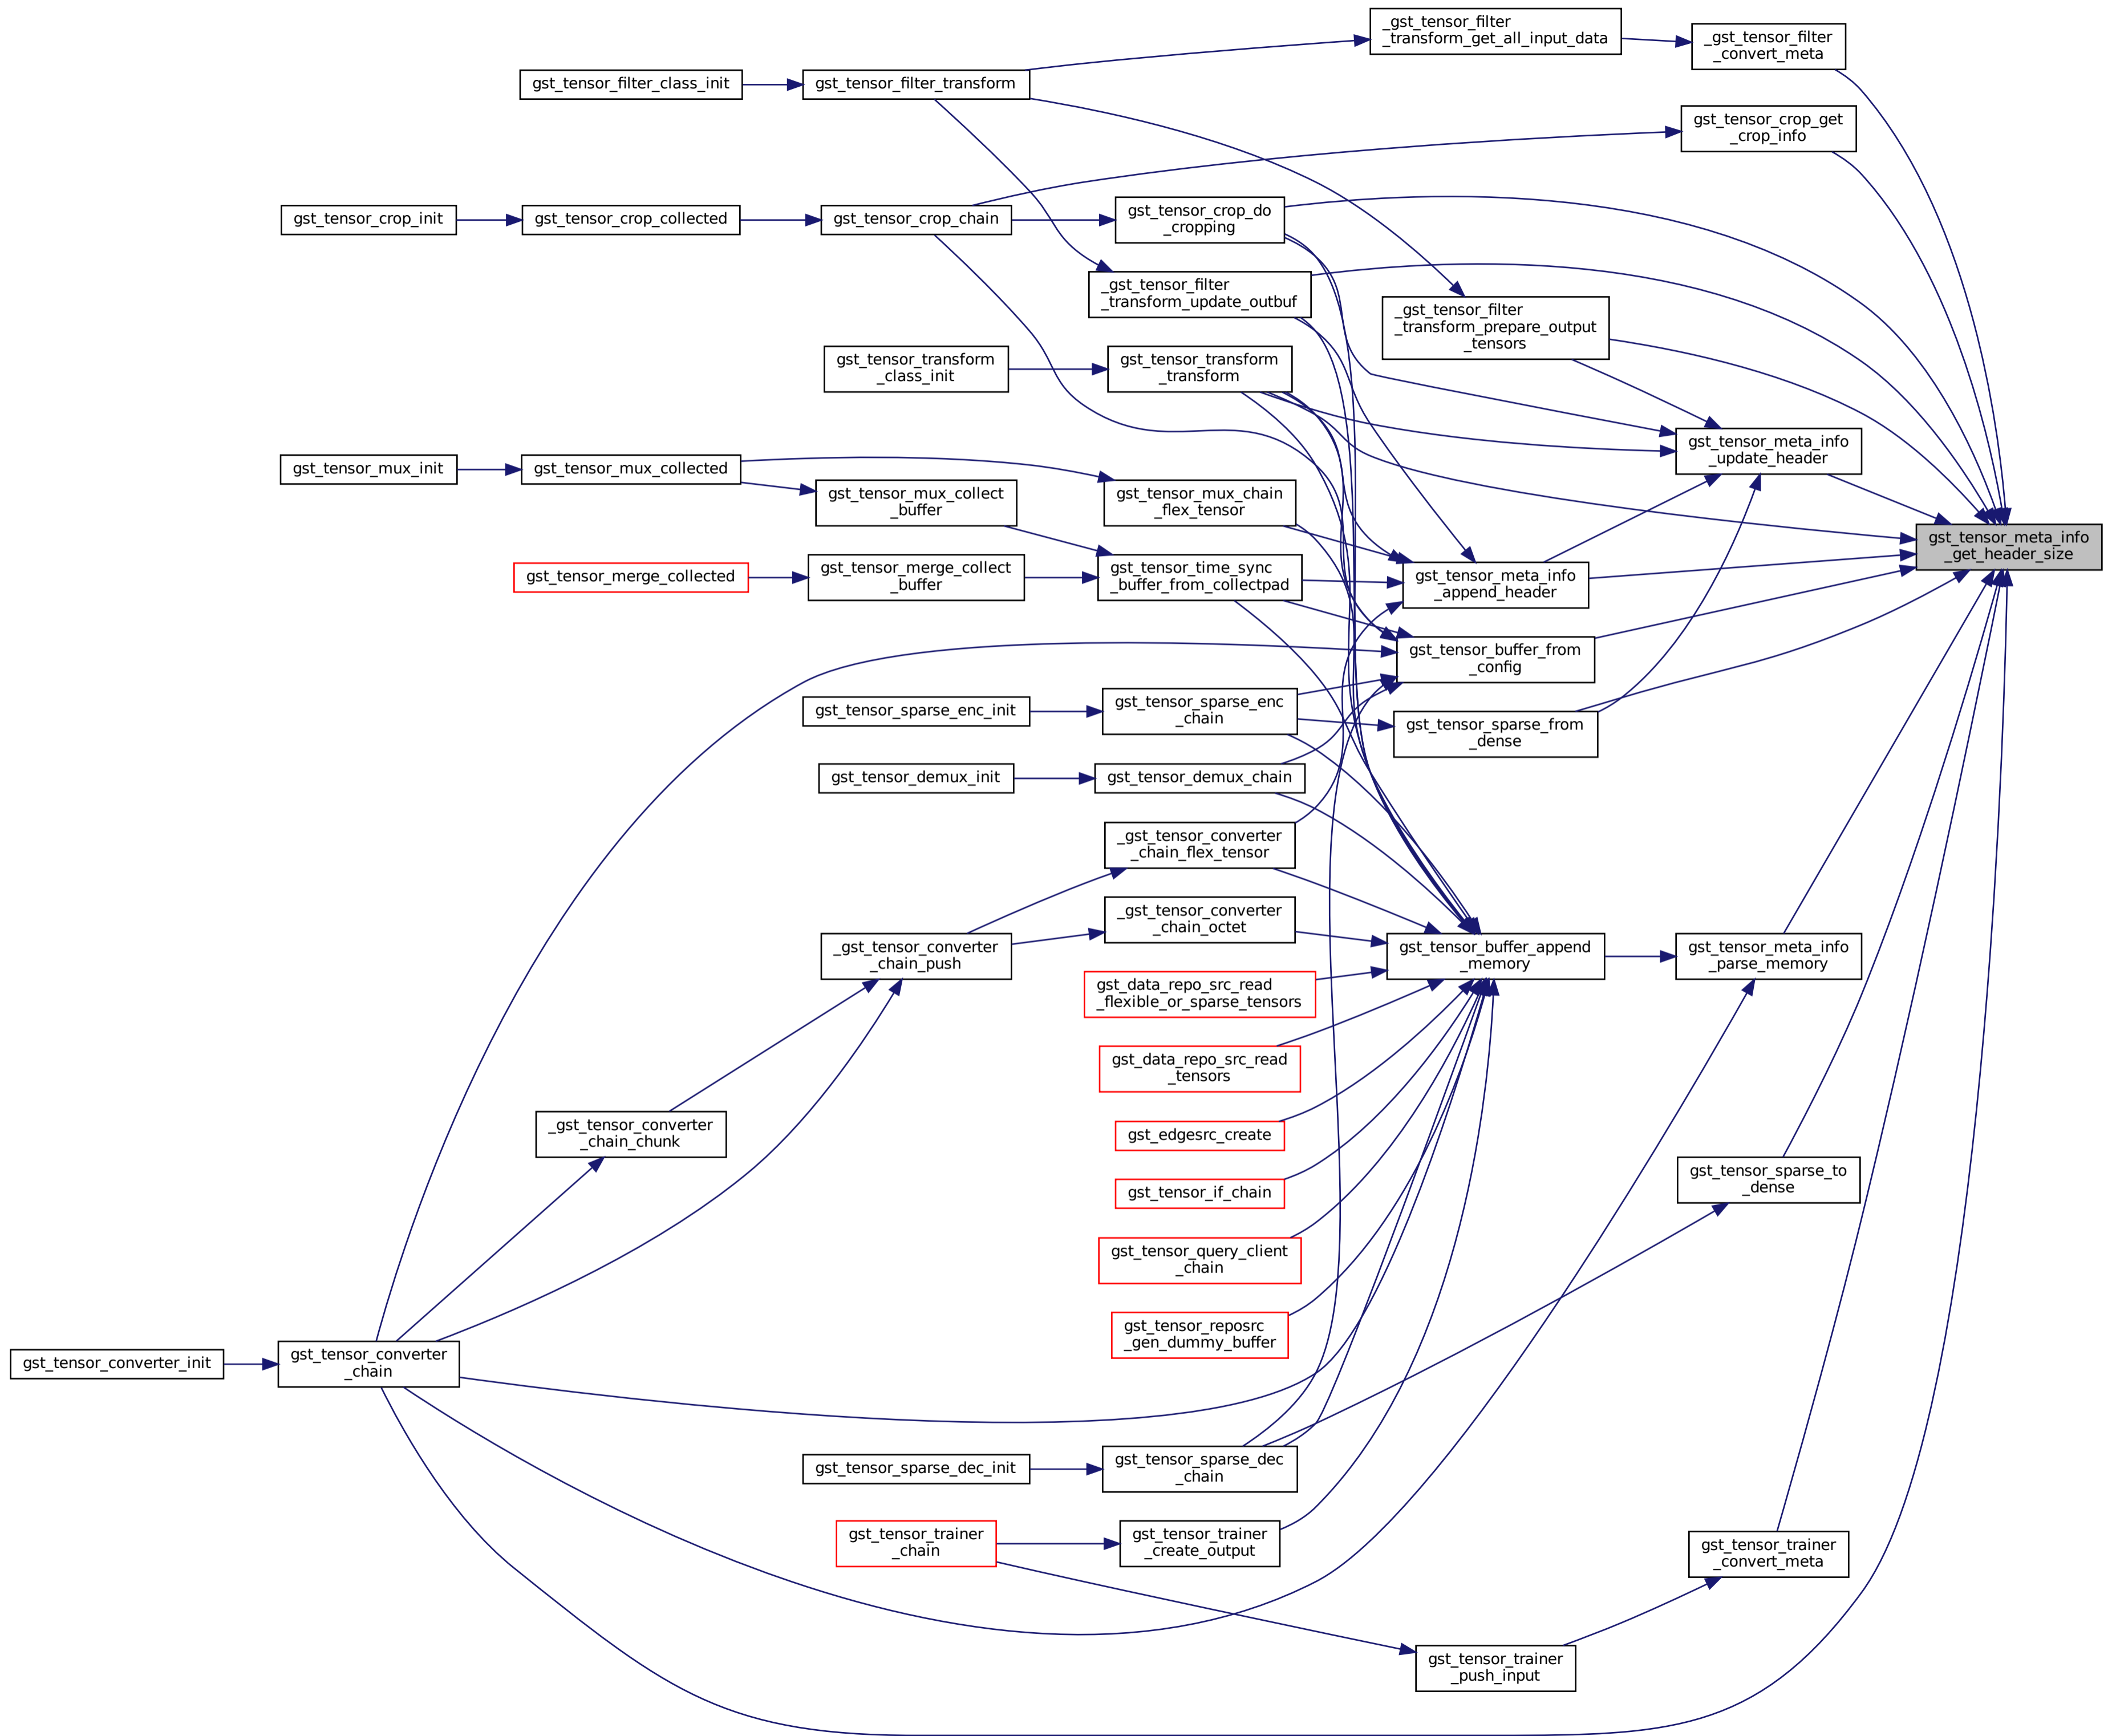 _gst_tensor_filter
_transform_get_all_input_data
_gst_tensor_filter
_convert_meta
gst_tensor_filter_class_init
gst_tensor_filter_transform
gst_tensor_crop_get
_crop_info
gst_tensor_crop_init
gst_tensor_crop_collected
gst_tensor_crop_chain
gst_tensor_crop_do
_cropping
_gst_tensor_filter
_transform_update_outbuf
_gst_tensor_filter
_transform_prepare_output
_tensors
gst_tensor_transform
_class_init
gst_tensor_transform
_transform
gst_tensor_meta_info
_update_header
gst_tensor_mux_init
gst_tensor_mux_collected
gst_tensor_mux_collect
_buffer
gst_tensor_mux_chain
_flex_tensor
gst_tensor_meta_info
_get_header_size
gst_tensor_merge_collected
gst_tensor_merge_collect
_buffer
gst_tensor_time_sync
_buffer_from_collectpad
gst_tensor_meta_info
_append_header
gst_tensor_buffer_from
_config
gst_tensor_sparse_enc_init
gst_tensor_sparse_enc
_chain
gst_tensor_sparse_from
_dense
gst_tensor_demux_init
gst_tensor_demux_chain
_gst_tensor_converter
_chain_flex_tensor
_gst_tensor_converter
_chain_octet
_gst_tensor_converter
_chain_push
gst_tensor_buffer_append
_memory
gst_tensor_meta_info
_parse_memory
gst_data_repo_src_read
_flexible_or_sparse_tensors
gst_data_repo_src_read
_tensors
_gst_tensor_converter
_chain_chunk
gst_edgesrc_create
gst_tensor_if_chain
gst_tensor_sparse_to
_dense
gst_tensor_query_client
_chain
gst_tensor_reposrc
_gen_dummy_buffer
gst_tensor_converter_init
gst_tensor_converter
_chain
gst_tensor_sparse_dec_init
gst_tensor_sparse_dec
_chain
gst_tensor_trainer
_chain
gst_tensor_trainer
_create_output
gst_tensor_trainer
_convert_meta
gst_tensor_trainer
_push_input